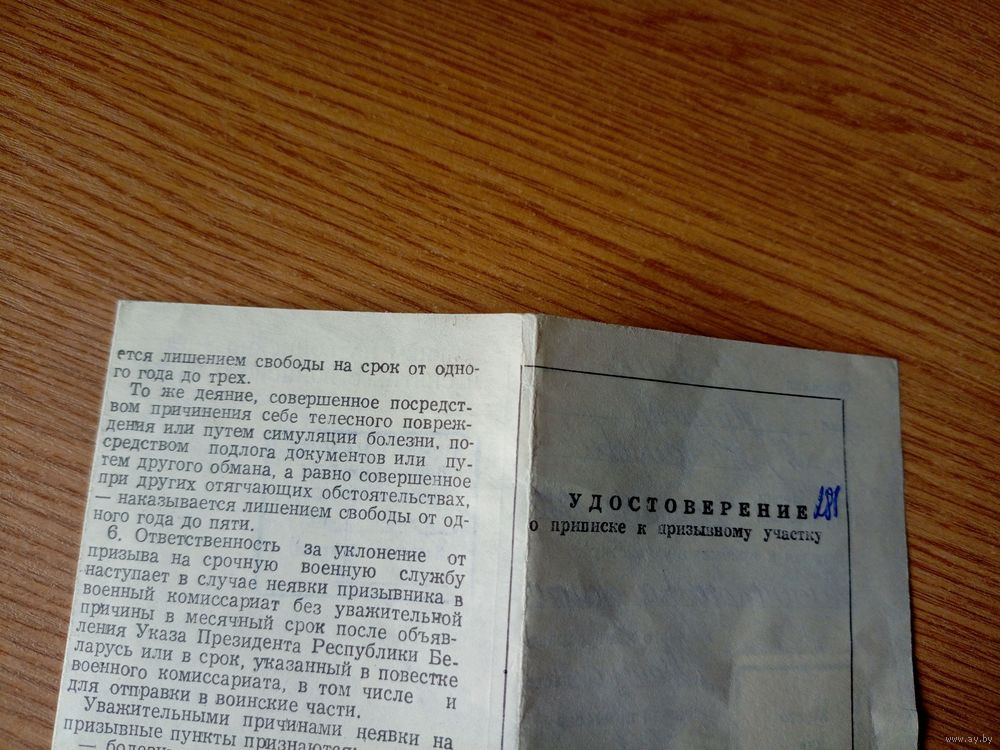 ется лишением свободы на срок от одно-
го года до трех.
То же деяние, совершенное посредст-
вом причинения себе телесного повреж-
дения или путем симуляции болезни, по-
средством подлога документов или пу-
тем другого обмана, а равно совершенное
при других отягчающих обстоятельствах,
— наказывается лишением свободы от од-
ного года до пяти.
6. Ответственность за уклонение от
призыва на срочную военную службу
наступает в случае неявки призывника в
военный комиссариат без уважительной
причины в месячный срок после объяв-
ления Указа Президента Республики Бе-
ларусь или в срок, указанный в повестке
военного комиссариата, в том числе и
для отправки в воинские части.
Уважительными причинами неявки на
призывные пункты признаются:
УДОСТОВЕРЕНИЕ 281
о приписке к призывному участку
www.ay.by